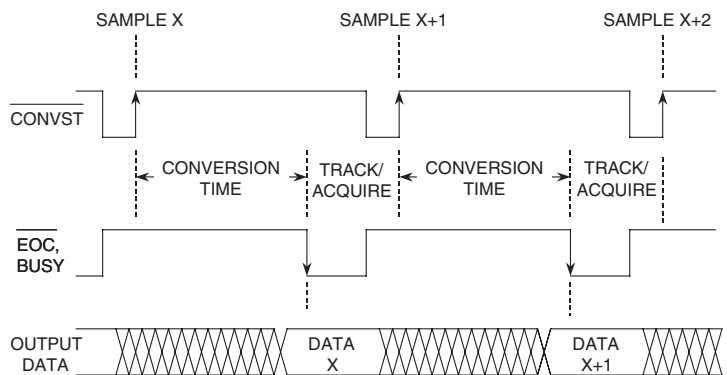 SAMPLE X
SAMPLE X+1
SAMPLE X+2
CONVST
CONVERSION
TIME
TRACK/
ACQUIRE
CONVERSION
TIME
TRACK/
ACQUIRE
EOC,
BUSY
OUTPUT
DATA
DATA
X
DATA
X+1